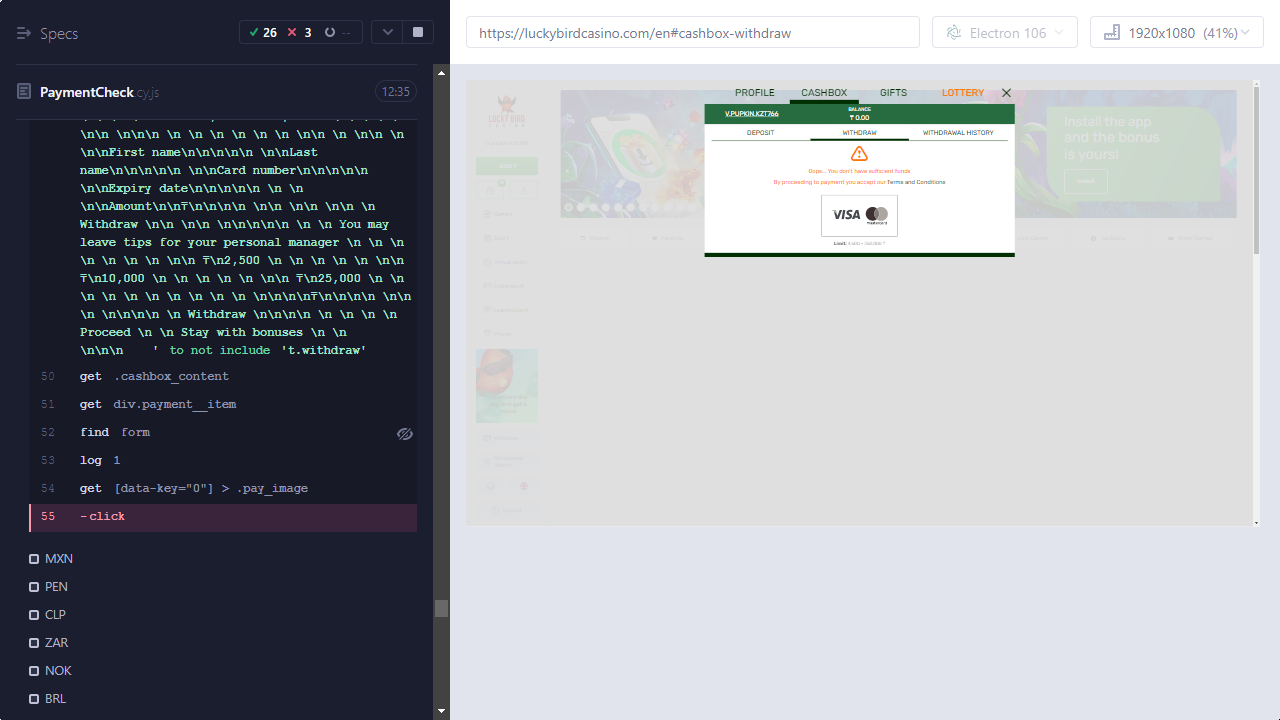 Specs
26
3
--
PaymentCheck.cy.js
12:35
\n\n \n\n\n \n \n \n \n \n \n \n \n \n\n \n
\n\nFirst name\n\n\n\n\n \n\nLast
name\n\n\n\n\n \n\nCard number\n\n\n\n\n
\n\nExpiry date\n\n\n\n\n \n \n
\n\nAmount\n\n₸\n\n\n\n \n\n \n \n \n \n
Withdraw \n\n \n\n \n\n\n\n\n \n \n You may
leave tips for your personal manager \n \n \n
\n \n \n \n \n \n ₸\n2,500 \n \n \n \n \n \n\n
₸\n10,000 \n \n \n \n \n \n\n ₸\n25,000 \n \n
\n \n \n \n \n \n \n \n \n\n\n\n₸\n\n\n\n \n\n
\n \n\n\n\n \n \n Withdraw \n\n\n\n \n \n \n \n
Proceed \n \n Stay with bonuses \n \n
\n\n\n ' to not include 't.withdraw'
50 get .cashbox_content
51 get div.payment__item
52 find form
53 log 1
54 get [data-key="0"] > .pay_image
55 -click
MXN
PEN
CLP
ZAR
NOK
BRL
https://luckybirdcasino.com/en#cashbox-withdraw
Electron 106
1920x1080 (41%)
PROFILE
CASHBOX
GIFTS
LOTTERY
V.PUPKIN.KZT766
BALANCE
₸ 0.00
DEPOSIT
WITHDRAW
WITHDRAWAL HISTORY
Oops... You don't have sufficient funds
By proceeding to payment you accept our Terms and Conditions
VISA
mastercard
Limit:
LUCKY BIRD
CASINO
Install the app
and the bonus
is yours!